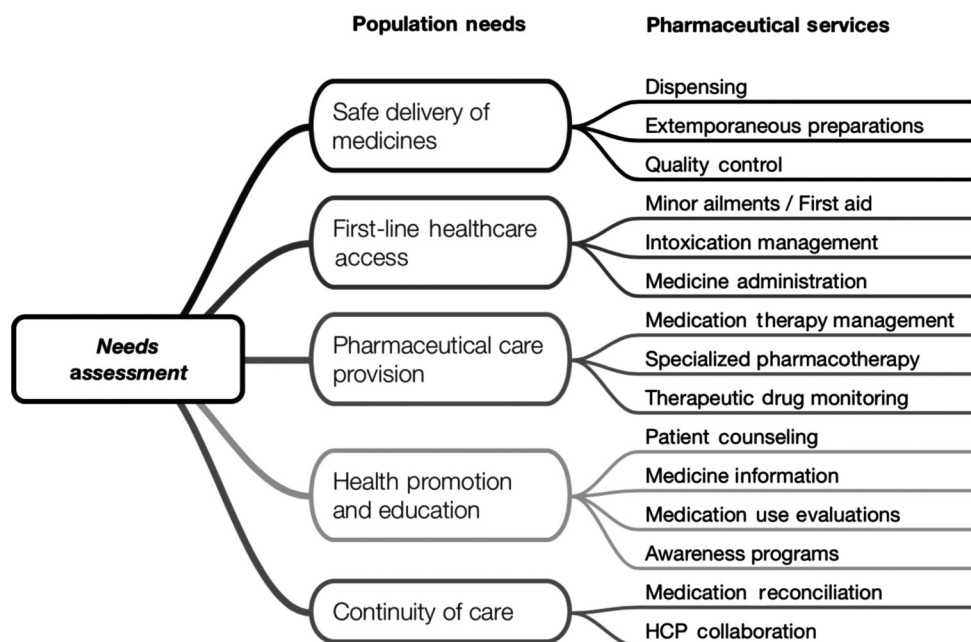 Population needs
Pharmaceutical services
Needs
assessment
Safe delivery of
medicines
Dispensing
Extemporaneous preparations
Quality control
First-line healthcare
access
Minor ailments / First aid
Intoxication management
Medicine administration
Pharmaceutical care
provision
Medication therapy management
Specialized pharmacotherapy
Therapeutic drug monitoring
Health promotion
and education
Patient counseling
Medicine information
Medication use evaluations
Awareness programs
Continuity of care
Medication reconciliation
HCP collaboration